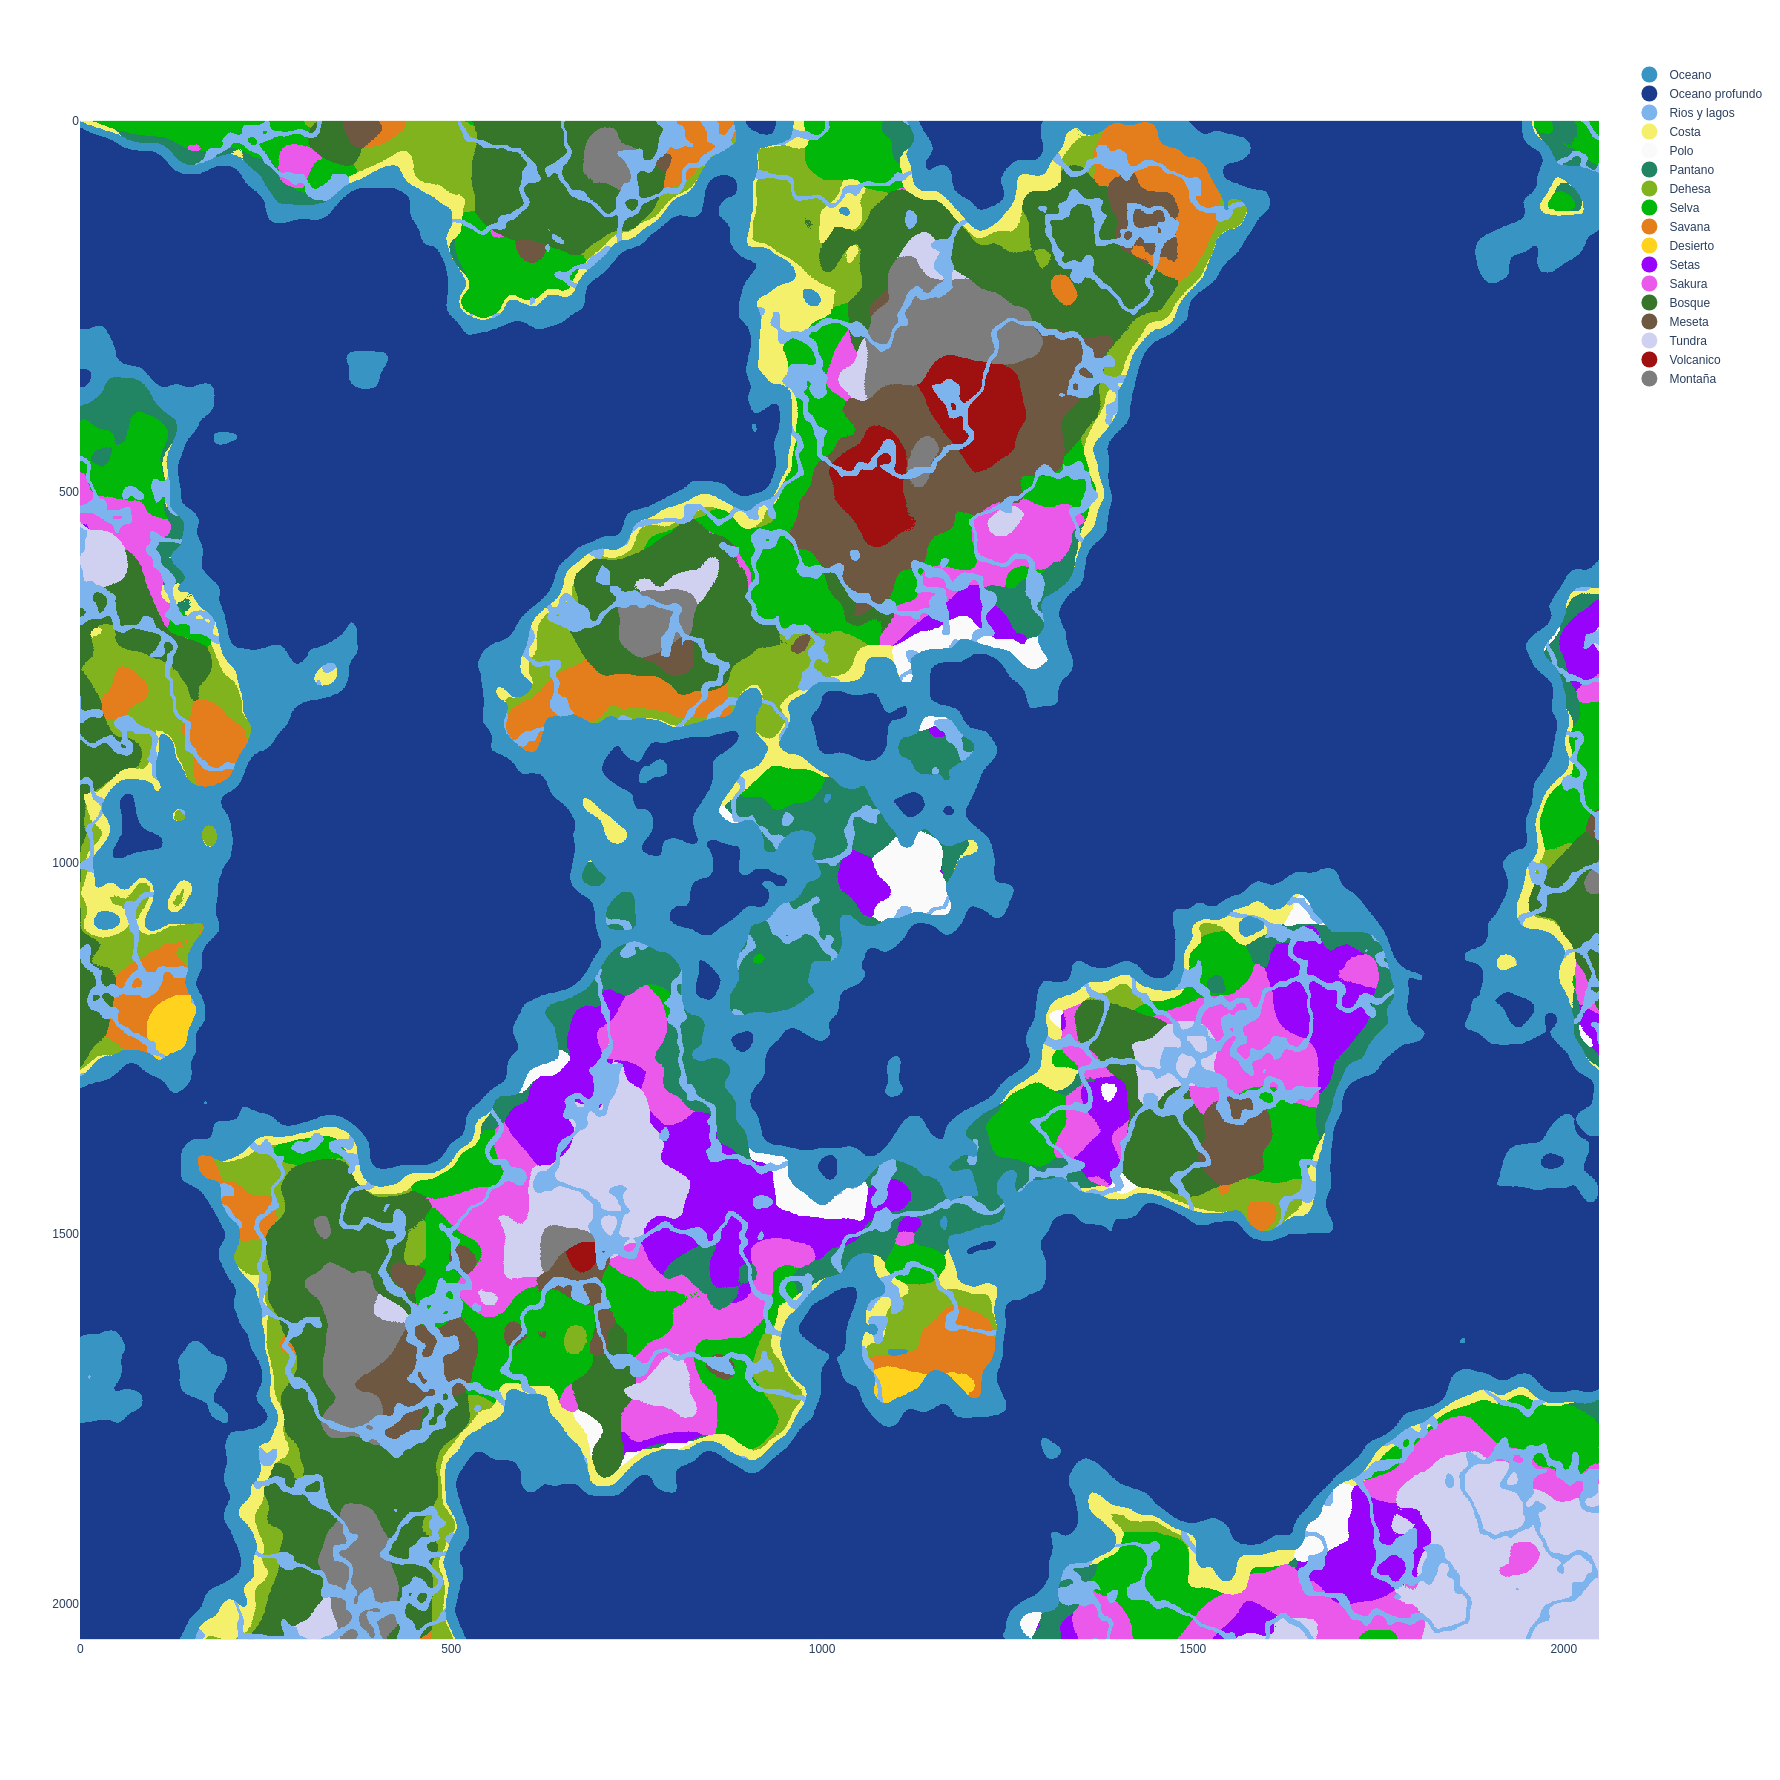 Oceano
Oceano profundo
Rios y lagos
Costa
Polo
Pantano
Dehesa
Selva
Savana
Desierto
Setas
Sakura
Bosque
Meseta
Tundra
Volcanico
Montaña
0
500
1000
1500
2000
0
500
1000
1500
2000